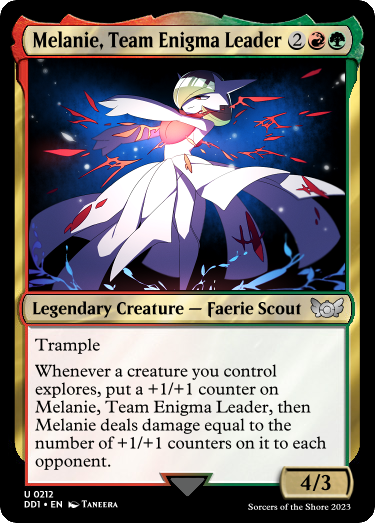 Melanie, Team Enigma Leader 2
Legendary Creature — Faerie Scout
Trample
Whenever a creature you control
explores, put a +1/+1 counter on
Melanie, Team Enigma Leader, then
Melanie deals damage equal to the
number of +1/+1 counters on it to each
opponent.
4/3
U 0212
DD1 • EN Taneera
Sorcers of the Shore 2023